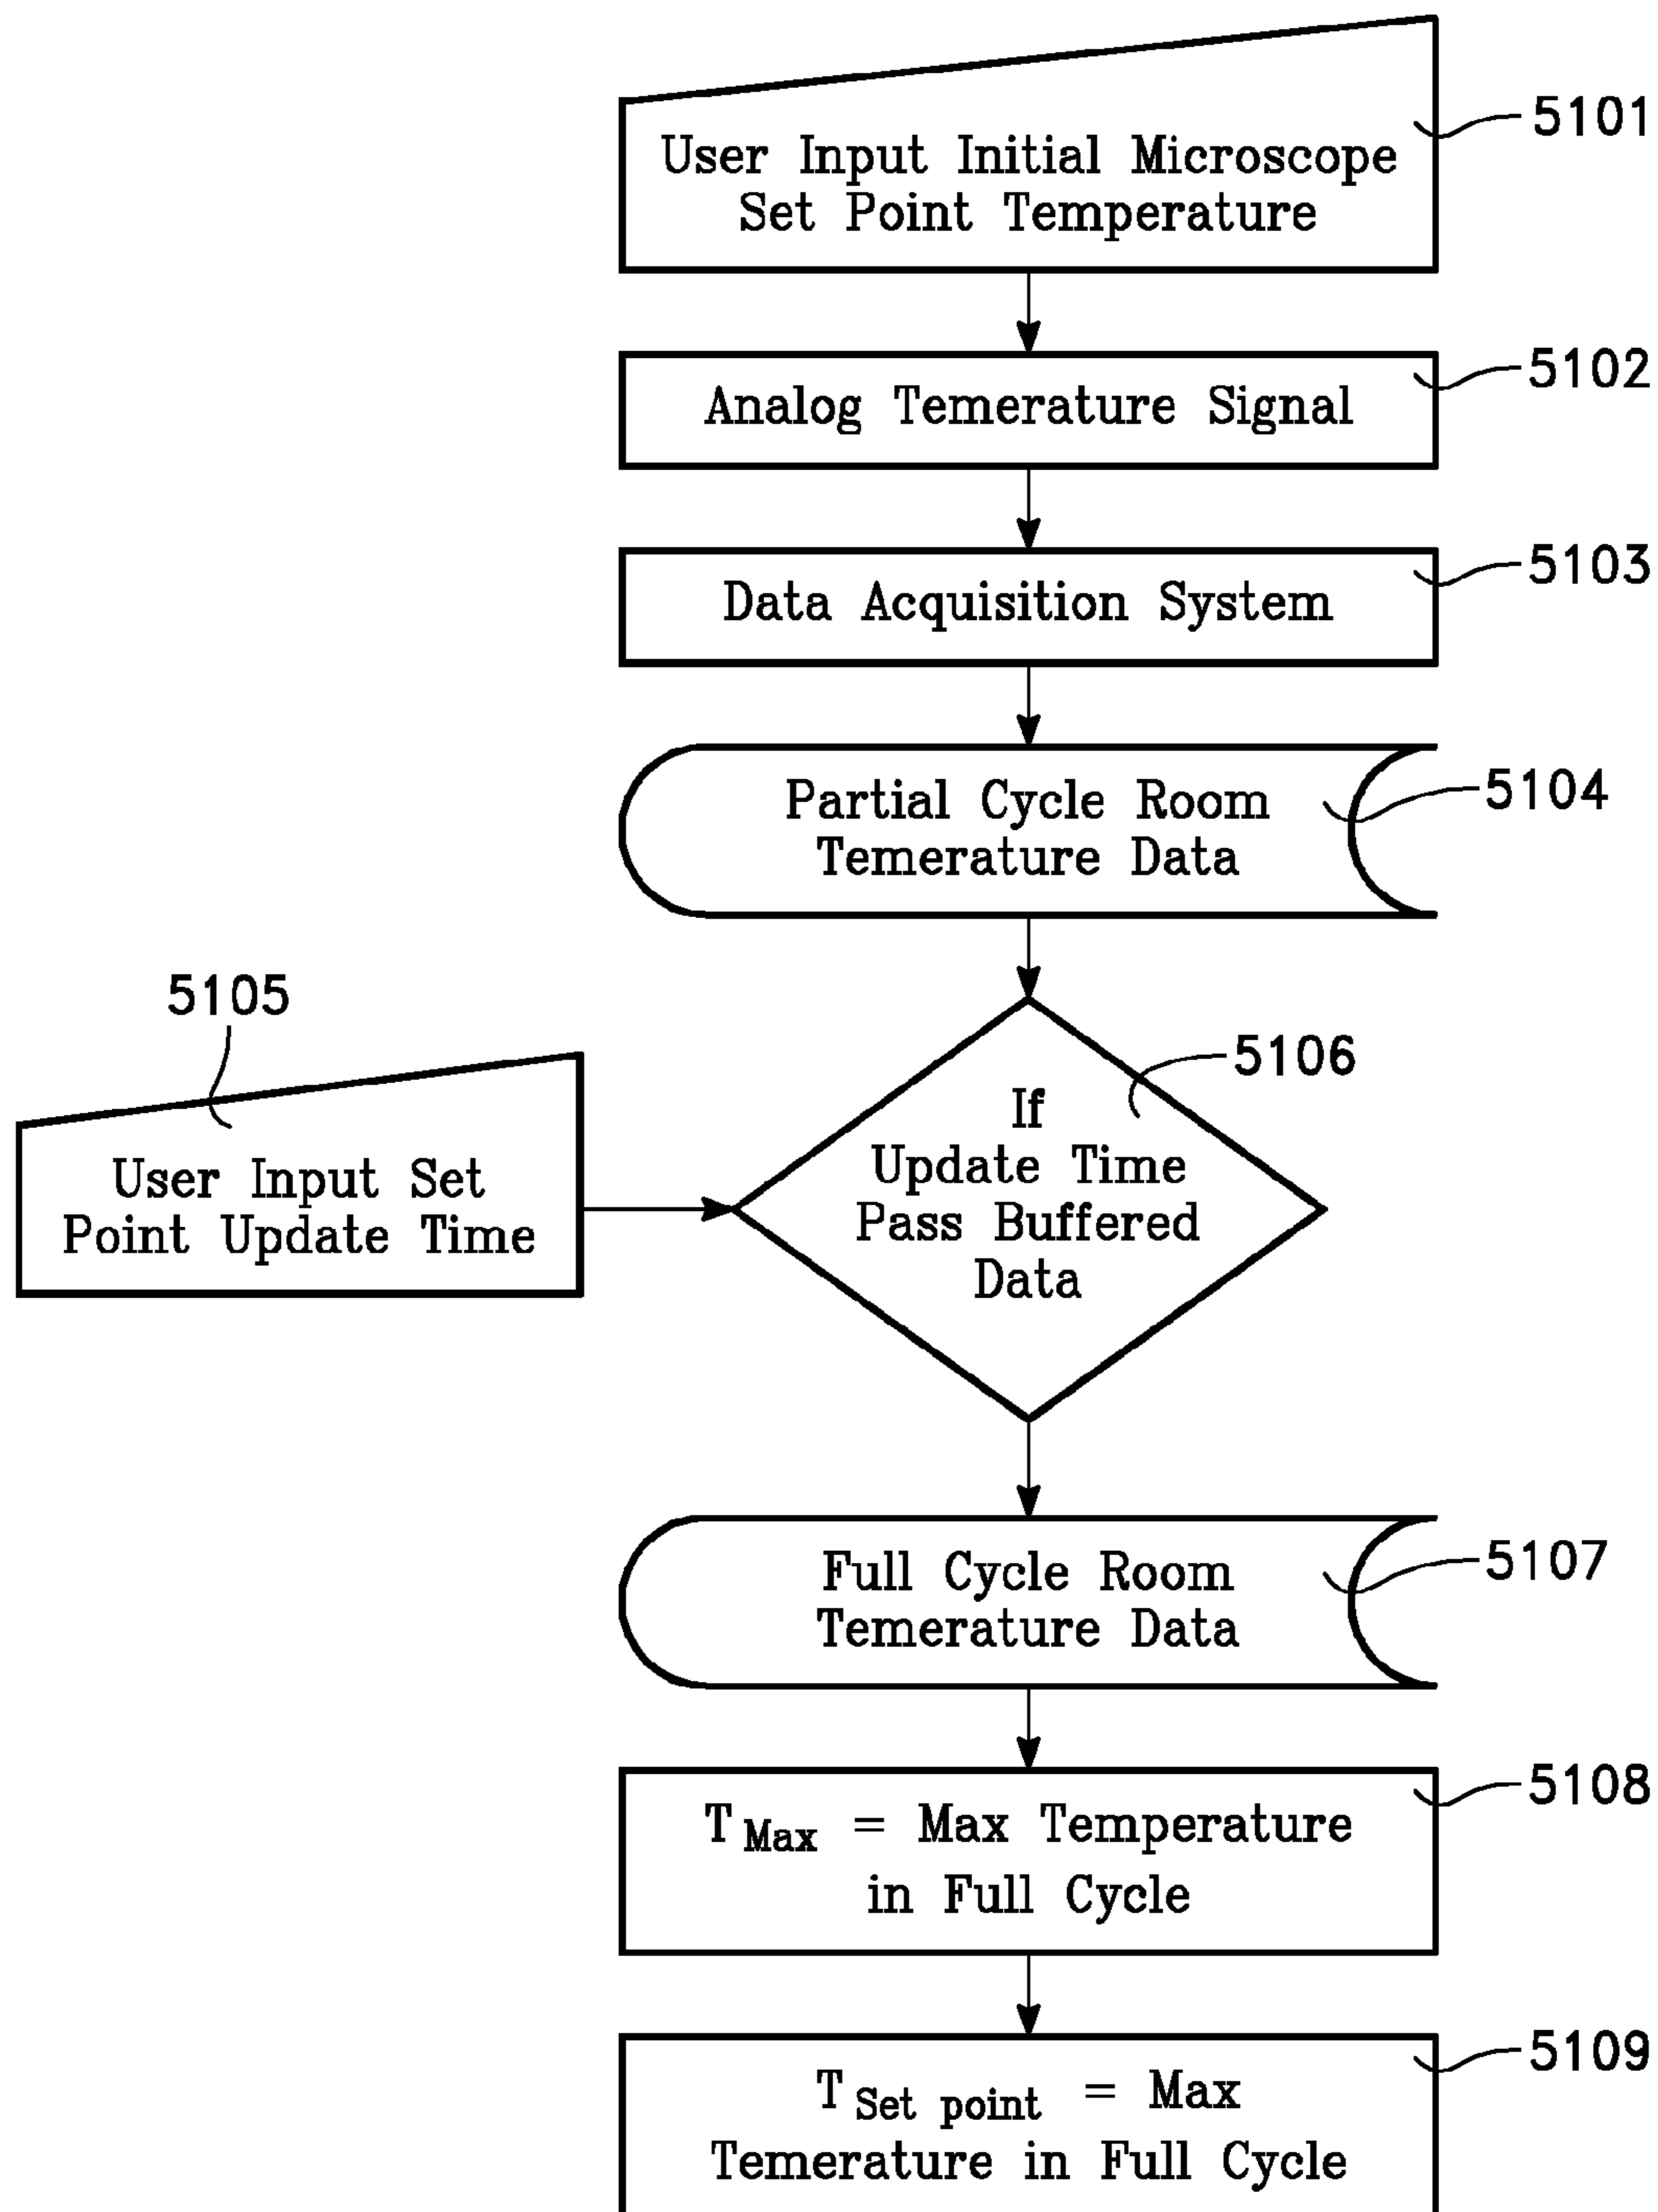 User Input Initial Microscope
Set Point Temperature
5101
Analog Temerature Signal
5102
Data Acquisition System
5103
Partial Cycle Room
Temerature Data
5104
5105
User Input Set
Point Update Time
5106
If
Update Time
Pass Buffered
Data
Full Cycle Room
Temerature Data
5107
T Max = Max Temperature
in Full Cycle
5108
T Set point = Max
Temerature in Full Cycle
5109